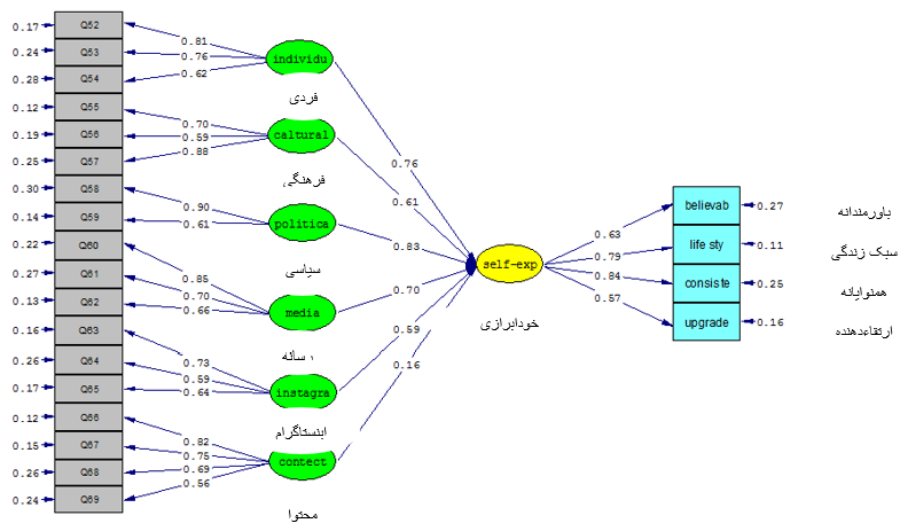 0.17 Q52
0.24 Q53
0.28 Q54
0.12 Q55
0.19 Q56
0.25 Q57
0.30 Q58
0.14 Q59
0.22 Q60
0.27 Q61
0.13 Q62
0.16 Q63
0.26 Q64
0.17 Q65
0.12 Q66
0.15 Q67
0.26 Q68
0.24 Q69
0.81
0.76
0.62
0.70
0.59
0.88
0.90
0.61
0.85
0.70
0.66
0.73
0.59
0.64
0.82
0.75
0.69
0.56
individu
فردی
caltural
فرهنگی
politica
سیاسی
media
رساله
instagra
اینستاگرام
contect
محتوا
0.76
0.61
0.83
0.70
0.59
0.16
self-exp
خودابرازی
0.63
0.79
0.84
0.57
believab 0.27 باورمندانه
life sty 0.11 سبک زندگی
consiste 0.25 همنوایانه
upgrade 0.16 ارتقاءدهنده